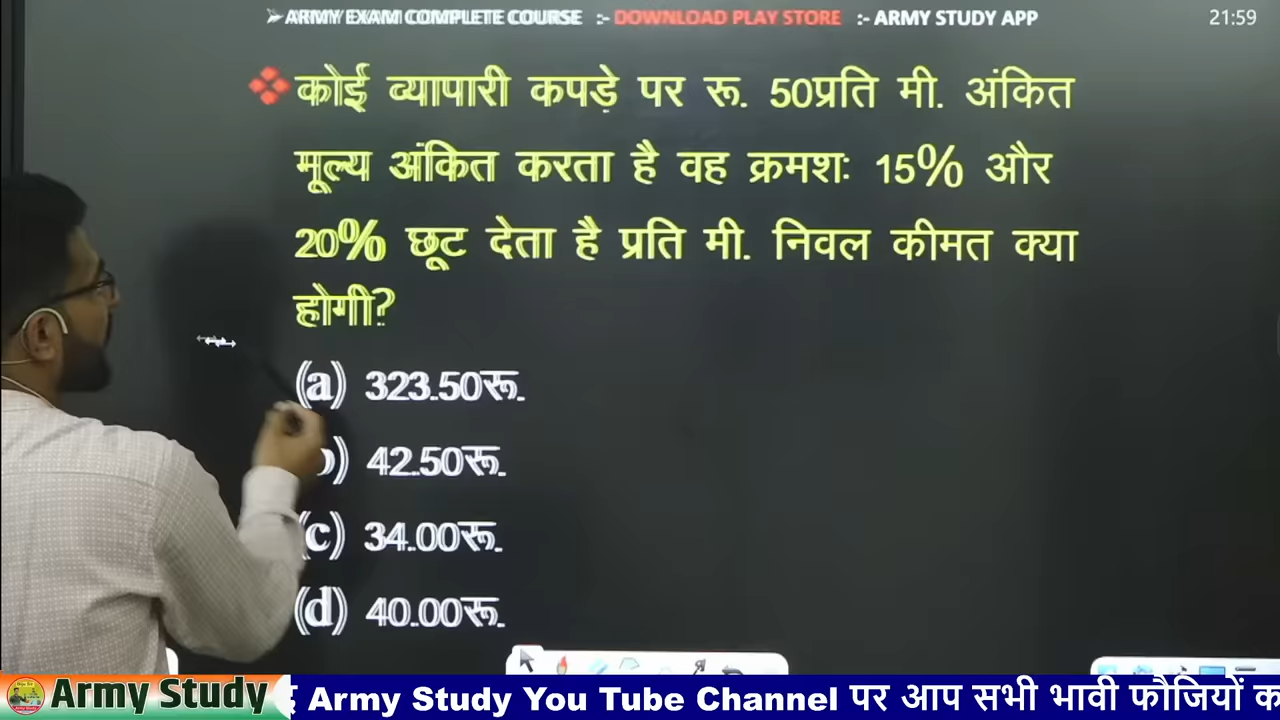 ➢ARMY EXAM COMPLETE COURSE :- DOWNLOAD PLAY STORE :- ARMY STUDY APP
21:59
❖कोई व्यापारी कपड़े पर रू. 50प्रति मी. अंकित
मूल्य अंकित करता है वह क्रमशः 15% और
20% छूट देता है प्रति मी. निवल कीमत क्या
होगी?
(a) 323.50रू.
) 42.50रू.
(c) 34.00रू.
(d) 40.00रू.
Army Study
Army Study You Tube Channel पर आप सभी भावी फौजियों क